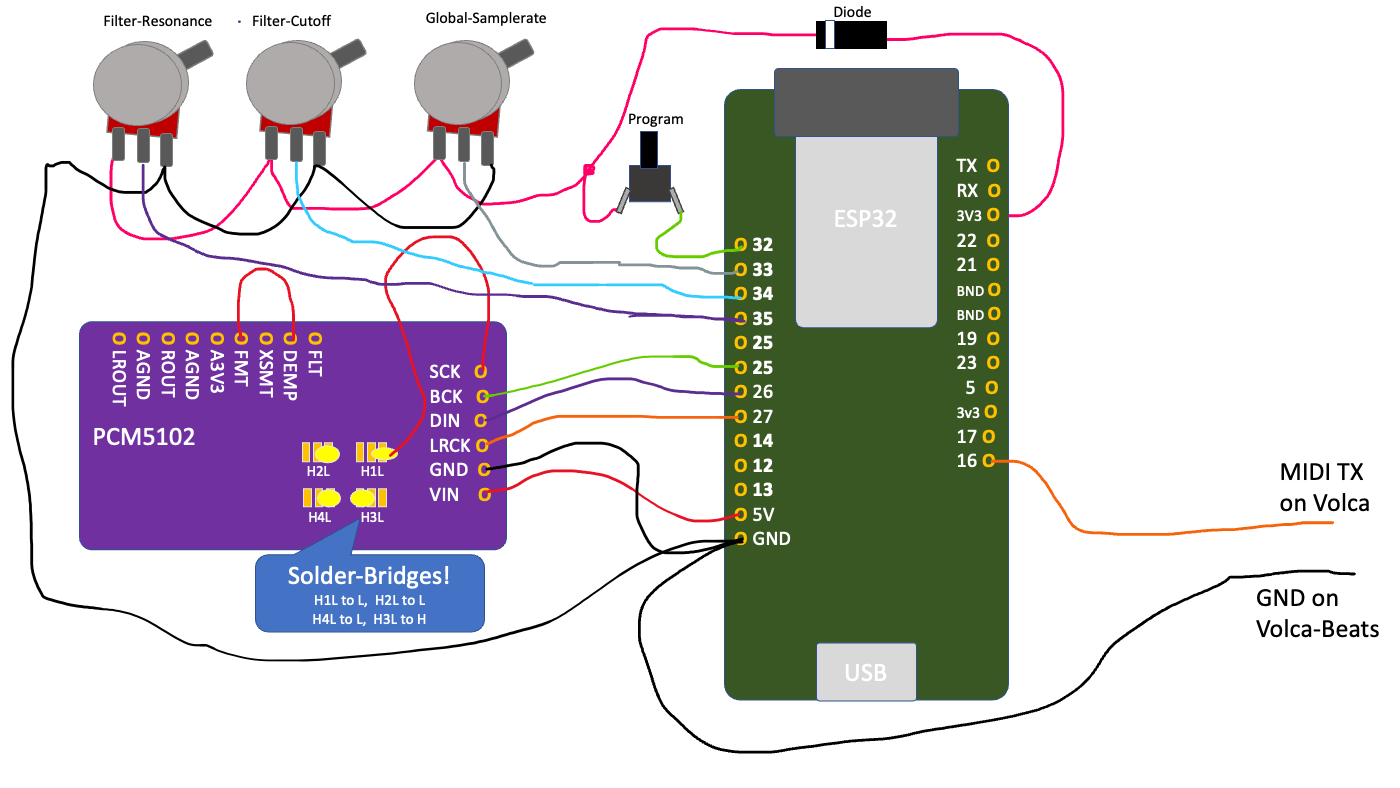 Filter-Resonance
· Filter-Cutoff
Global-Samplerate
Diode
Program
ESP32
TX
RX
3V3
22
21
BND
BND
19
23
5
3v3
17
16
32
33
34
35
25
25
26
27
14
12
13
5V
GND
USB
LROUT
AGND
ROUT
AGND
A3V3
FMT
XSMT
DEMP
FLT
SCK
BCK
DIN
LRCK
GND
VIN
PCM5102
H2L
H1L
H4L
H3L
Solder-Bridges!
H1L to L, H2L to L
H4L to L, H3L to H
MIDI TX
on Volca
GND on
Volca-Beats